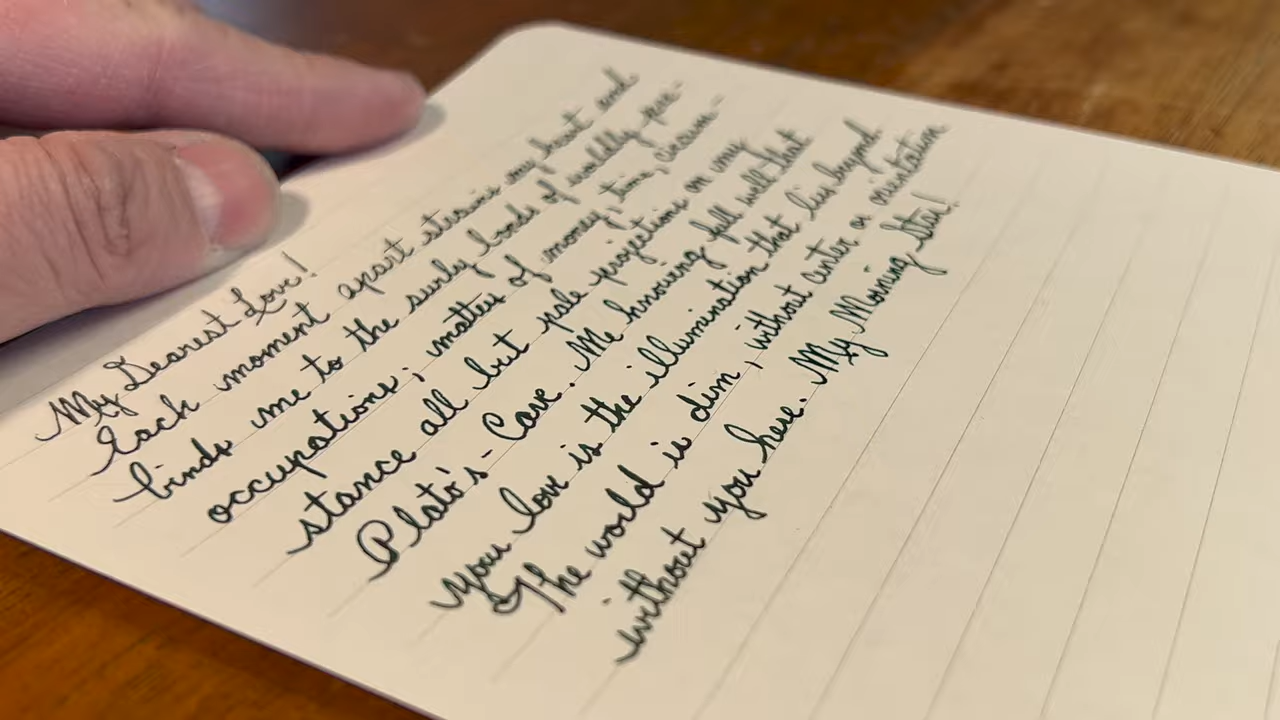 My Dearest Love!
Each moment apart strains my heart and
binds me to the surly bonds of worldly pre-
occupations; matters of money, time, circum-
stance all but pale projections on my
Plato's-Cave. Me knowing full well that
you love is the illumination that lies beyond.
The world is dim, without center or orientation
without you here. My Morning Star!